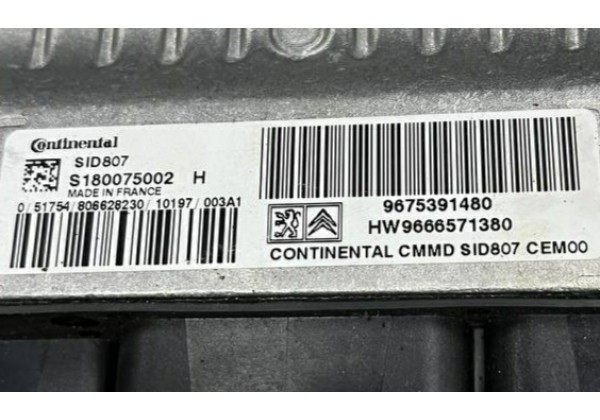 Continental
SID807
S180075002 H
MADE IN FRANCE
0/51754/806628230/10197/003A1
9675391480
HW9666571380
CONTINENTAL CMMD SID807 CEM00